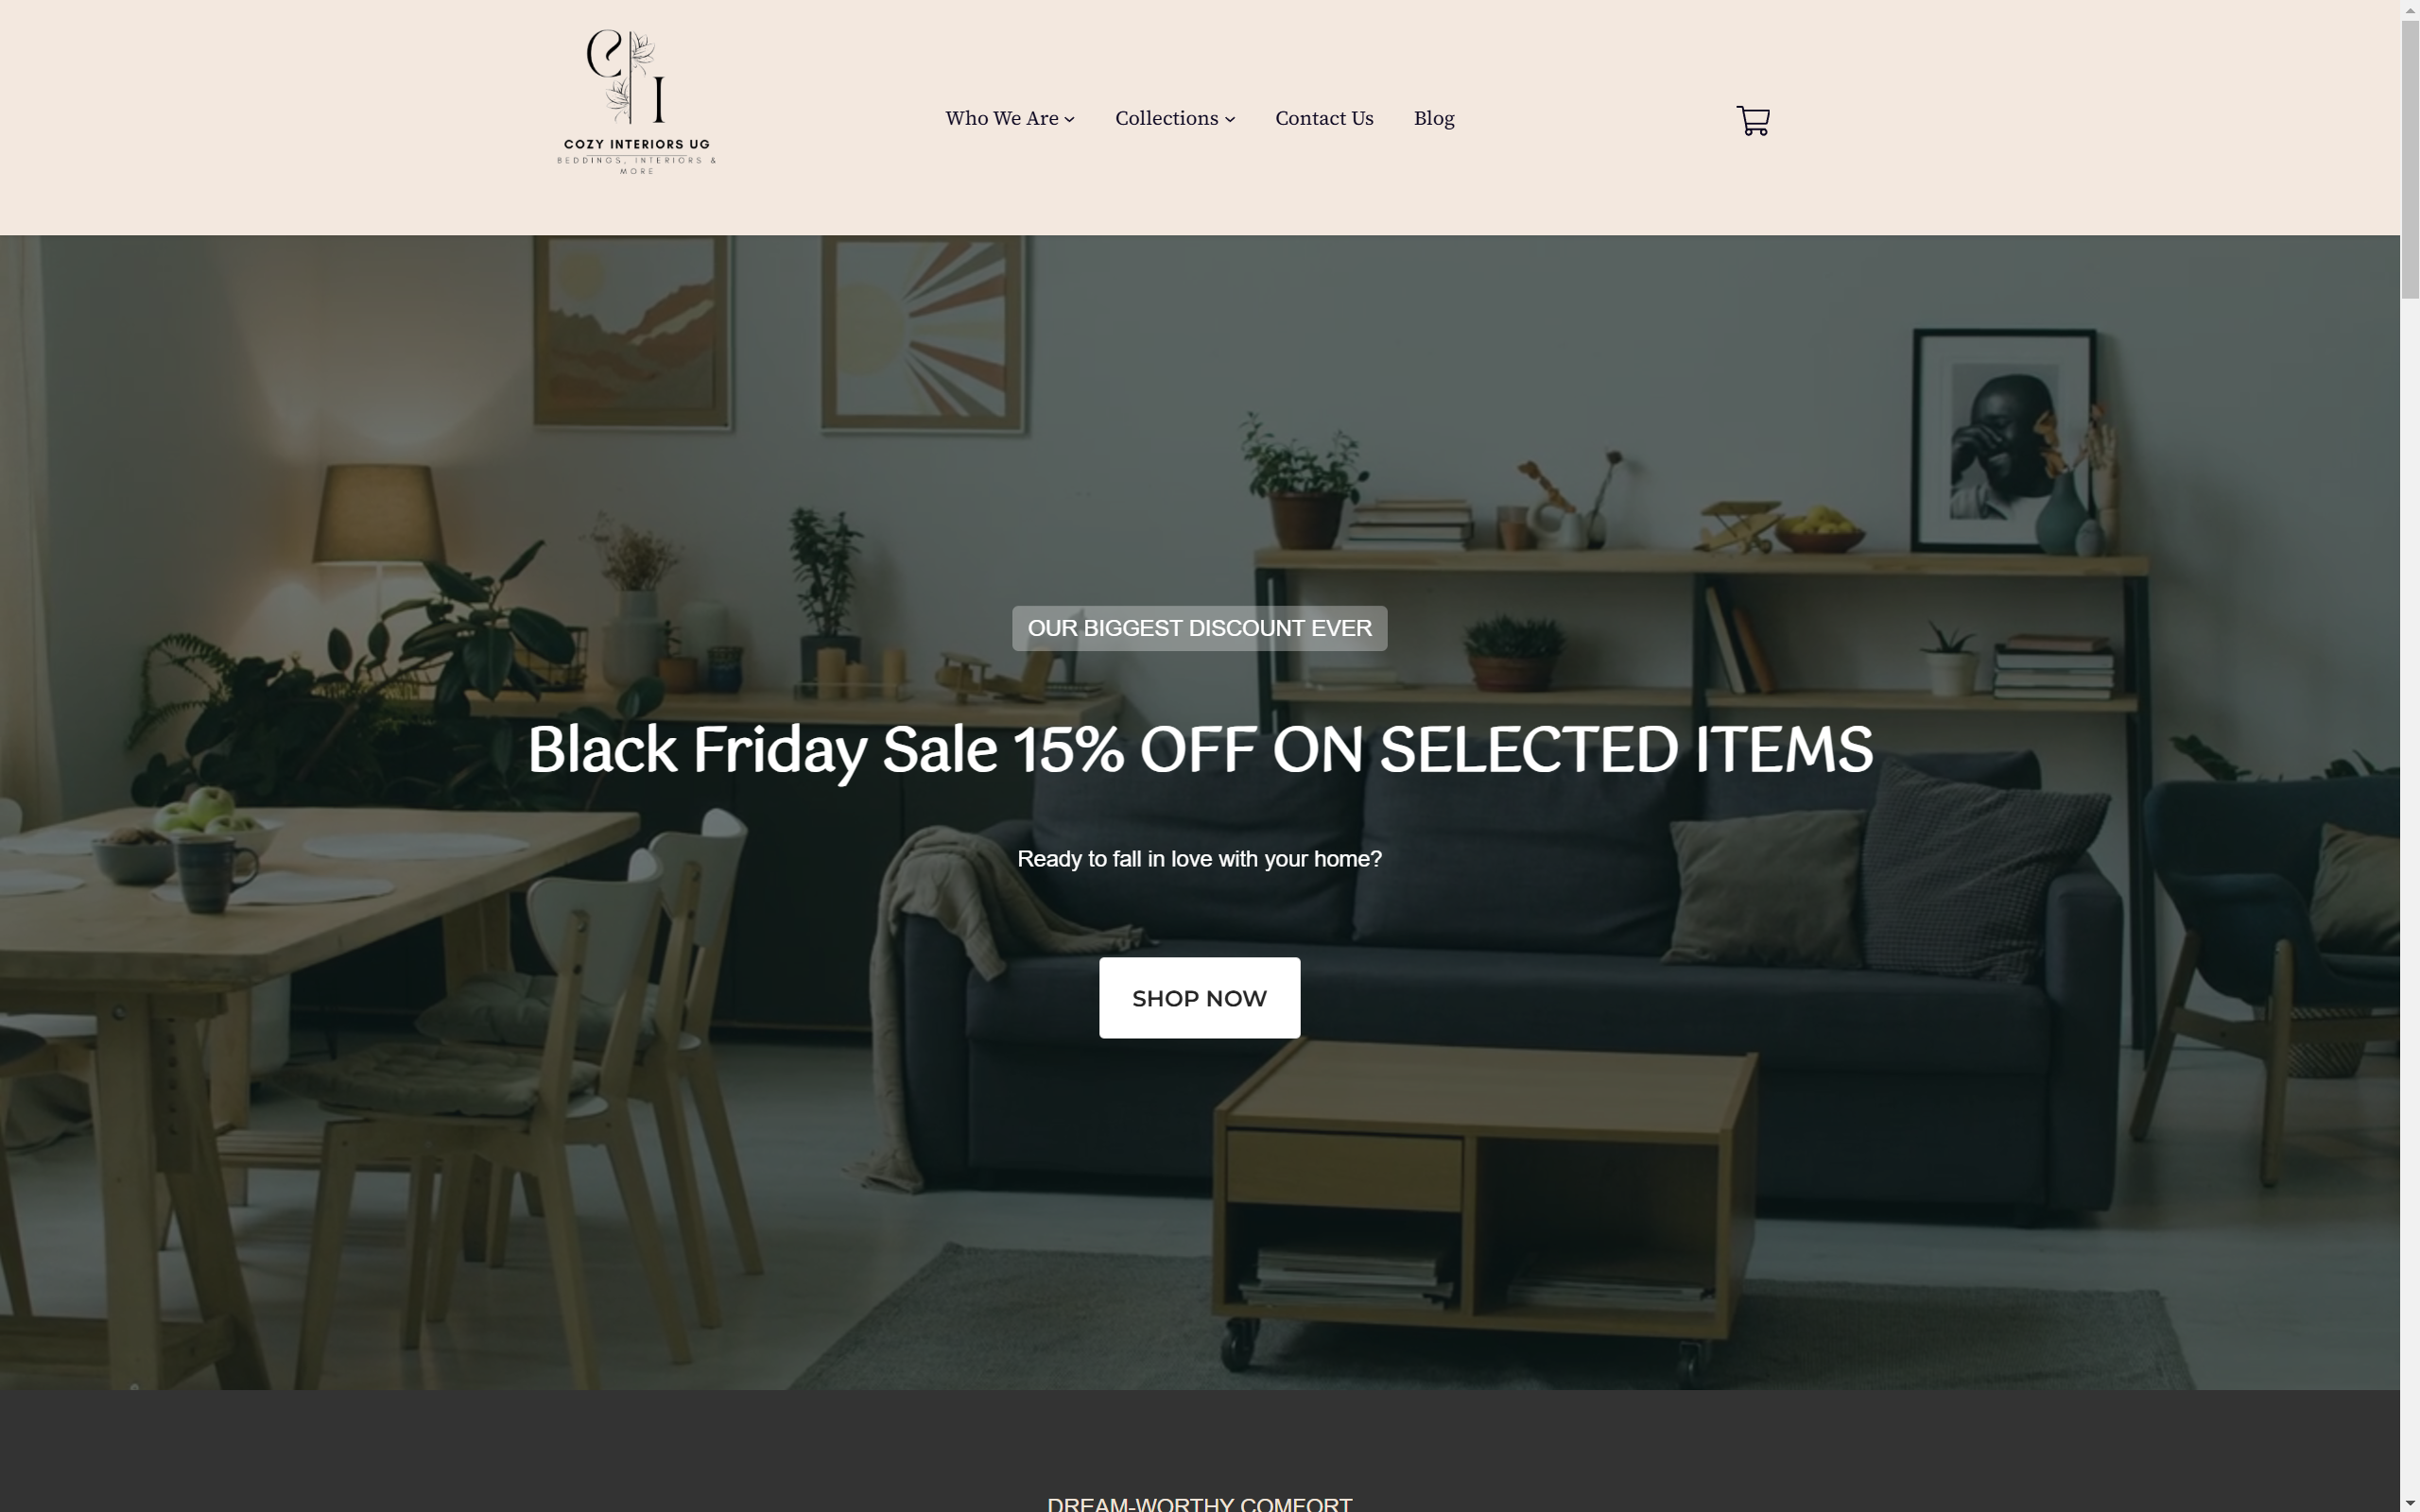 C I
COZY INTERIORS UG
BEDDINGS, INTERIORS &
MORE
Who We Are
Collections
Contact Us
Blog
OUR BIGGEST DISCOUNT EVER
Black Friday Sale 15% OFF ON SELECTED ITEMS
Ready to fall in love with your home?
SHOP NOW
DREAM-WORTHY COMFORT